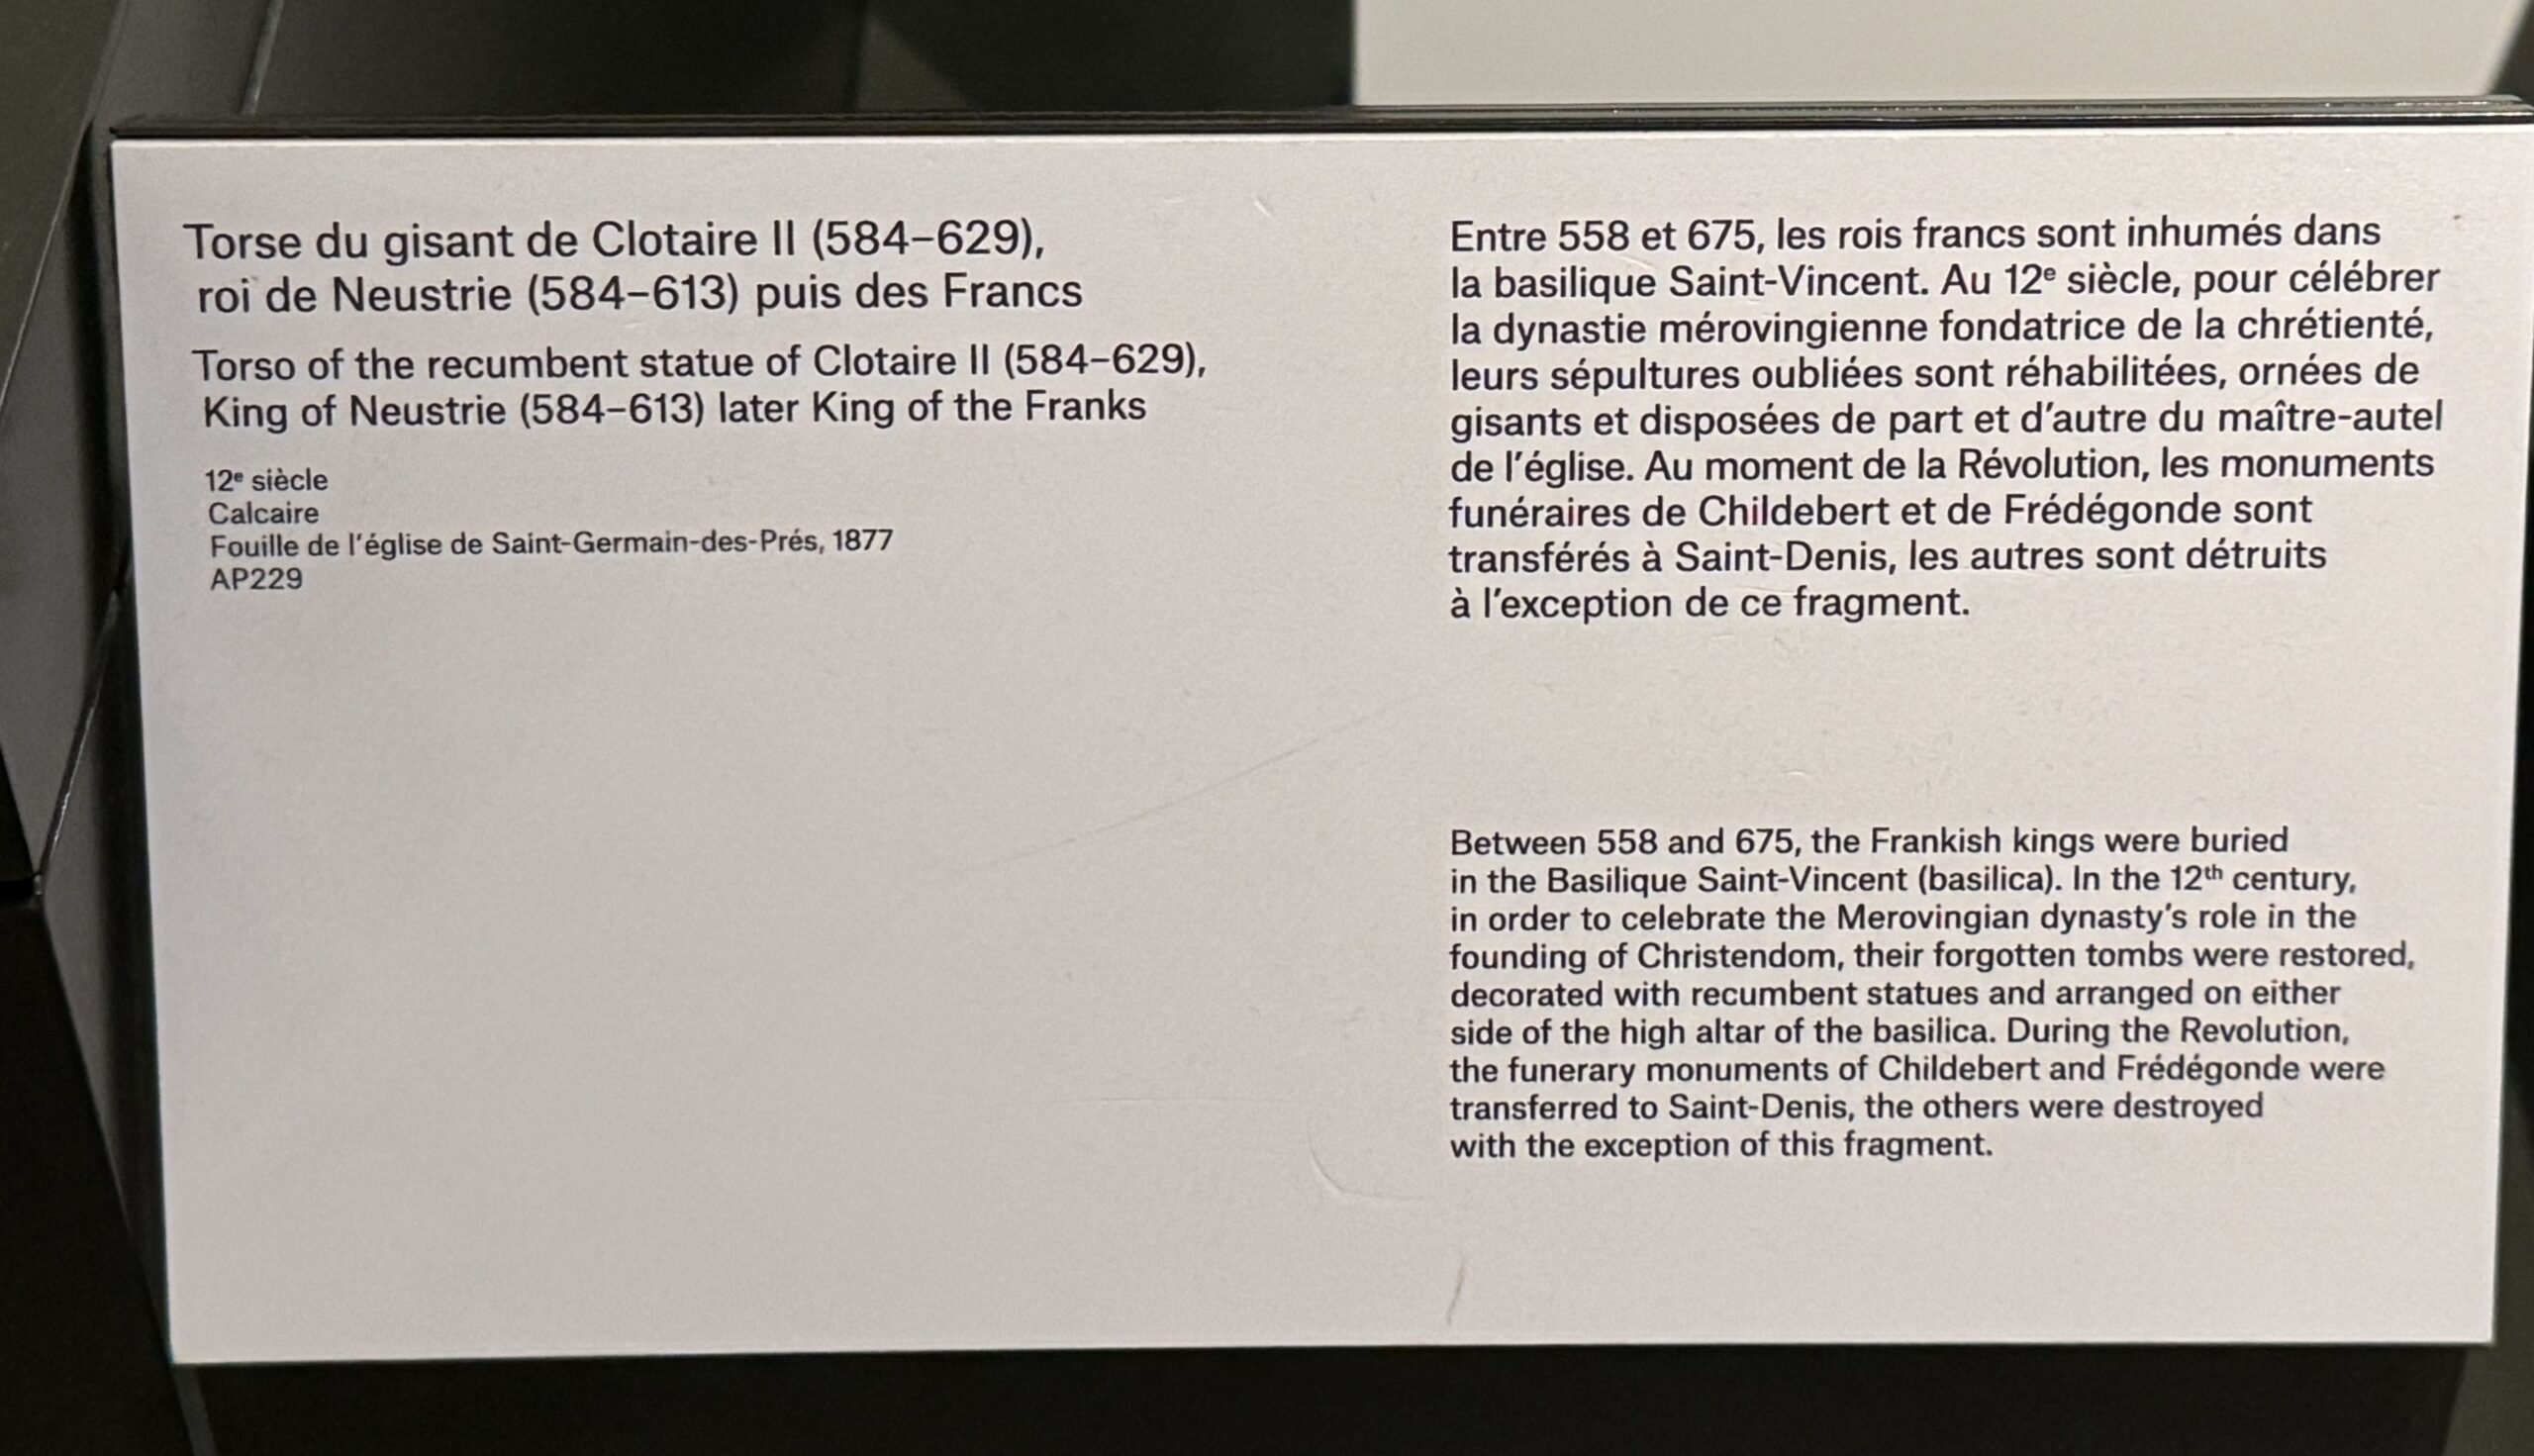 Torse du gisant de Clotaire II (584–629),
roi de Neustrie (584–613) puis des Francs
Torso of the recumbent statue of Clotaire II (584–629),
King of Neustrie (584–613) later King of the Franks
12ᵉ siècle
Calcaire
Fouille de l'église de Saint-Germain-des-Prés, 1877
AP229
Entre 558 et 675, les rois francs sont inhumés dans
la basilique Saint-Vincent. Au 12ᵉ siècle, pour célébrer
la dynastie mérovingienne fondatrice de la chrétienté,
leurs sépultures oubliées sont réhabilitées, ornées de
gisants et disposées de part et d'autre du maître-autel
de l'église. Au moment de la Révolution, les monuments
funéraires de Childebert et de Frédégonde sont
transférés à Saint-Denis, les autres sont détruits
à l'exception de ce fragment.
Between 558 and 675, the Frankish kings were buried
in the Basilique Saint-Vincent (basilica). In the 12ᵗʰ century,
in order to celebrate the Merovingian dynasty's role in the
founding of Christendom, their forgotten tombs were restored,
decorated with recumbent statues and arranged on either
side of the high altar of the basilica. During the Revolution,
the funerary monuments of Childebert and Frédégonde were
transferred to Saint-Denis, the others were destroyed
with the exception of this fragment.